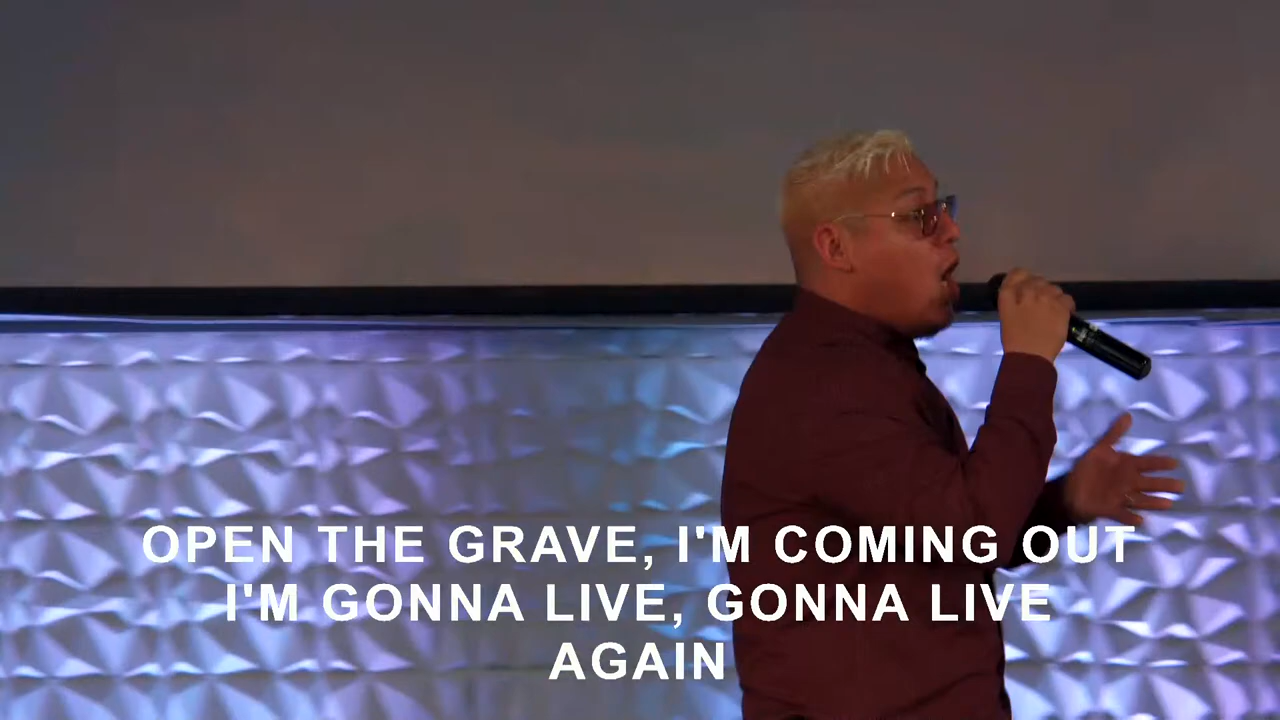 OPEN THE GRAVE, I'M COMING OUT
I'M GONNA LIVE, GONNA LIVE
AGAIN